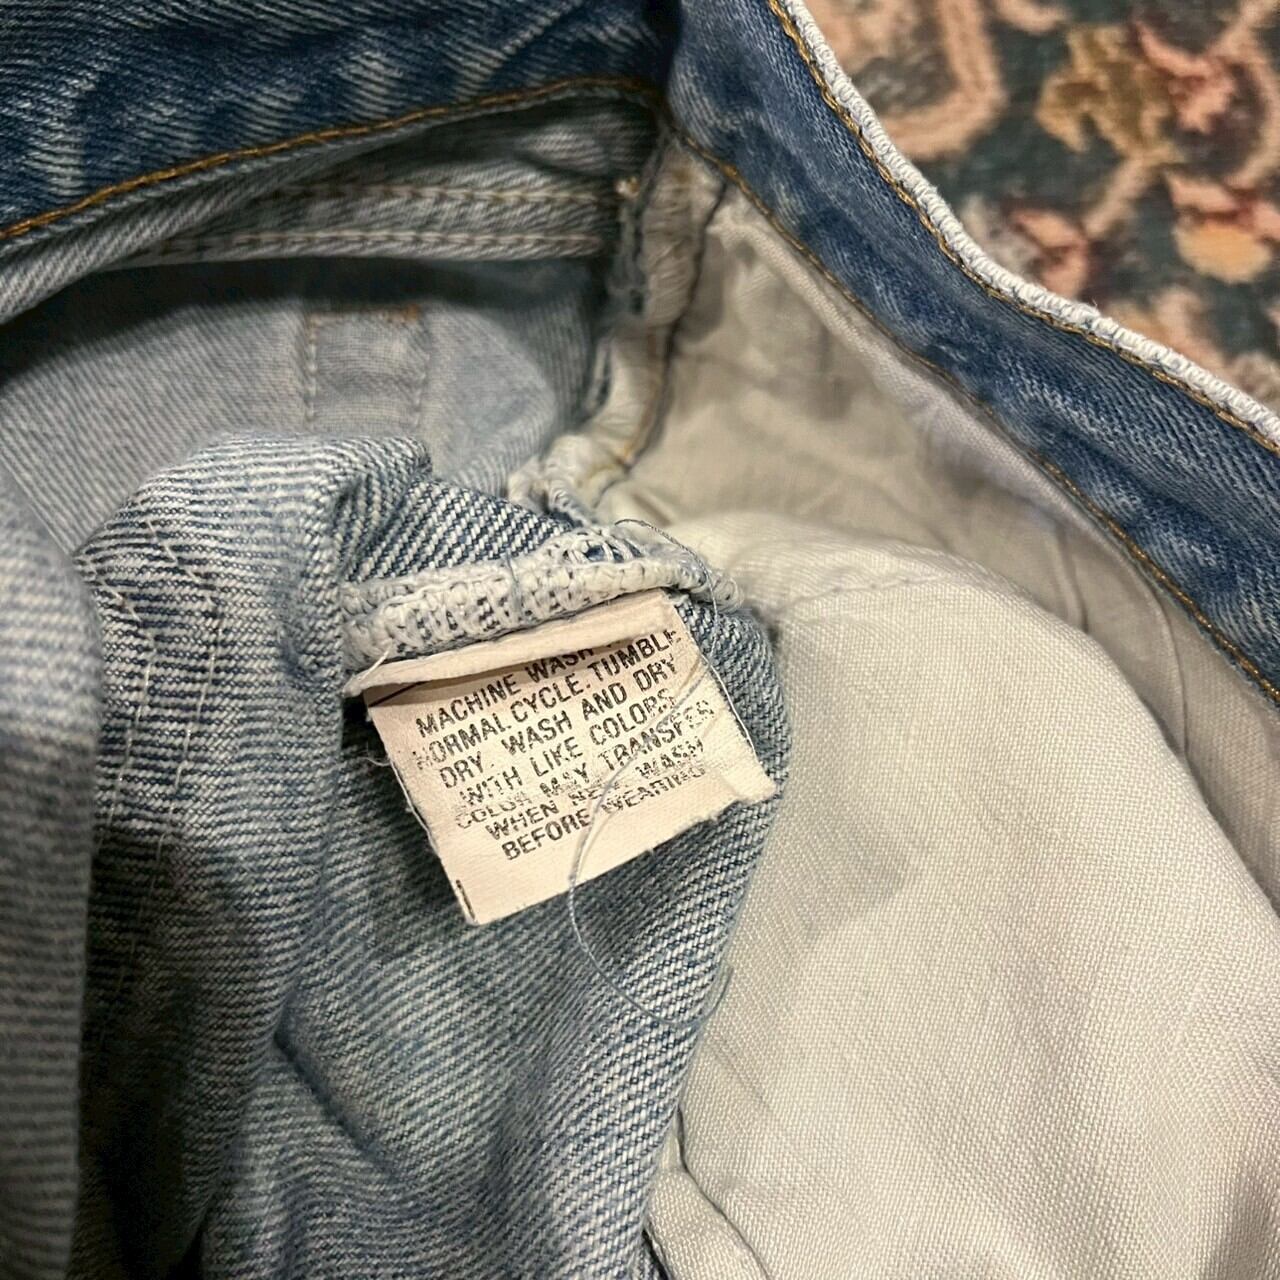 MACHINE WASH
NORMAL CYCLE. TUMBLE
DRY. WASH AND DRY
WITH LIKE COLORS
COLOR MAY TRANSFER
WHEN NEW. WASH
BEFORE WEARING